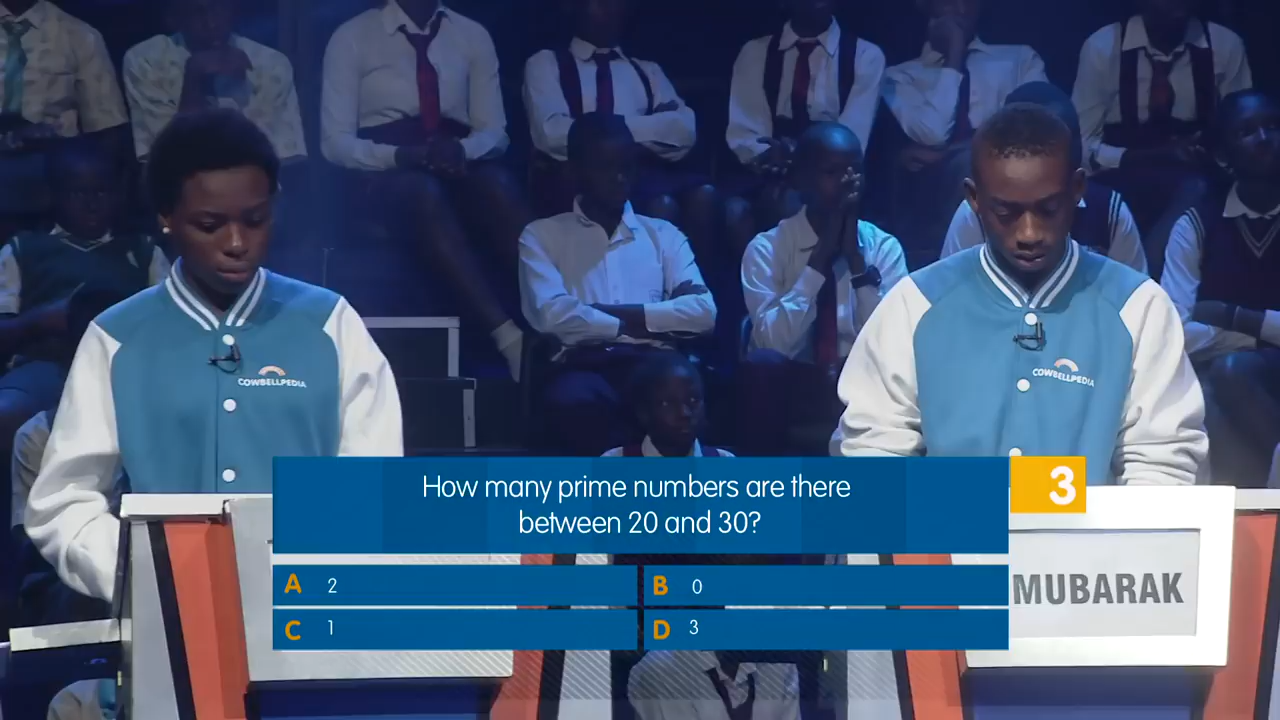 COWBELLPEDIA
COWBELLPEDIA
How many prime numbers are there
between 20 and 30?
3
A 2
B 0
C 1
D 3
MUBARAK